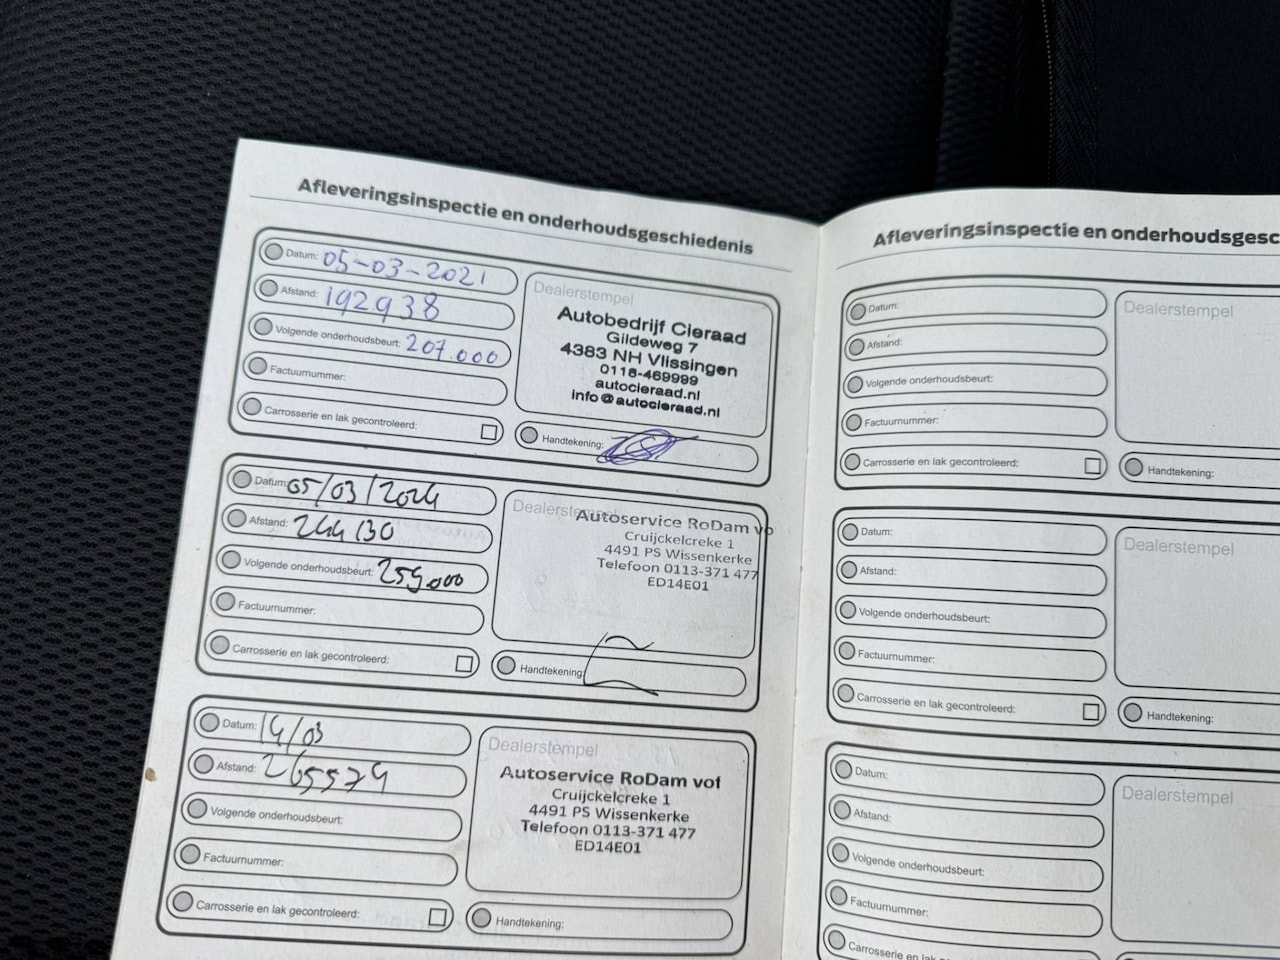 Afleveringsinspectie en onderhoudsgeschiedenis
Datum: 05-03-2021
Afstand: 192938
Volgende onderhoudsbeurt: 207.000
Factuurnummer:
Carrosserie en lak gecontroleerd:
Dealerstempel
Autobedrijf Cieraad
Gildeweg 7
4383 NH Vlissingen
0118-469999
autocieraad.nl
info@autocieraad.nl
Handtekening:
Datum: 05/03/2024
Afstand: 244130
Volgende onderhoudsbeurt: 259.000
Factuurnummer:
Carrosserie en lak gecontroleerd:
Dealerstempel
Autoservice RoDam vo
Cruijckelcreke 1
4491 PS Wissenkerke
Telefoon 0113-371 477
ED14E01
Handtekening:
Datum: 14/03
Afstand: 265574
Volgende onderhoudsbeurt:
Factuurnummer:
Carrosserie en lak gecontroleerd:
Dealerstempel
Autoservice RoDam vof
Cruijckelcreke 1
4491 PS Wissenkerke
Telefoon 0113-371 477
ED14E01
Handtekening:
Afleveringsinspectie en onderhoudsgesc
Datum:
Afstand:
Volgende onderhoudsbeurt:
Factuurnummer:
Carrosserie en lak gecontroleerd:
Dealerstempel
Handtekening:
Datum:
Afstand:
Volgende onderhoudsbeurt:
Factuurnummer:
Carrosserie en lak gecontroleerd:
Dealerstempel
Handtekening:
Datum:
Afstand:
Volgende onderhoudsbeurt:
Factuurnummer:
Carrosserie en lak gecontroleerd:
Dealerstempel